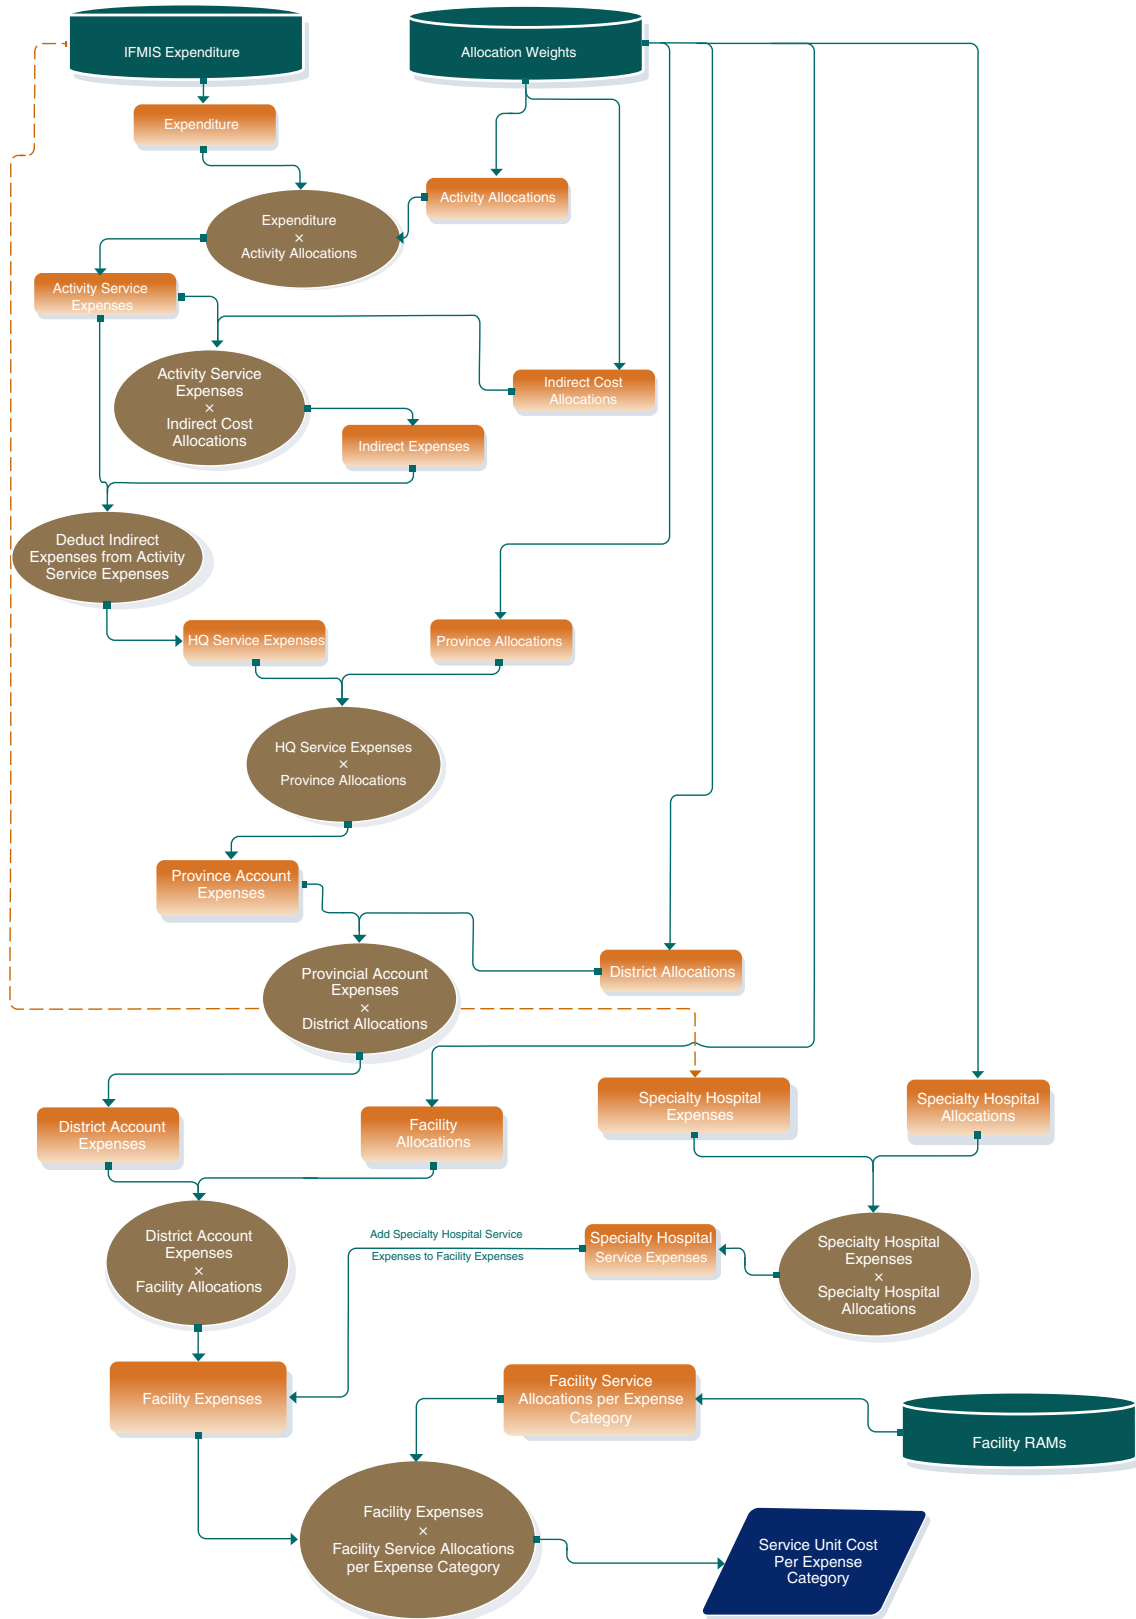 IFMIS Expenditure
Allocation Weights
Expenditure
Activity Allocations
Expenditure
×
Activity Allocations
Activity Service
Expenses
Activity Service
Expenses
×
Indirect Cost
Allocations
Indirect Cost
Allocations
Indirect Expenses
Deduct Indirect
Expenses from Activity
Service Expenses
HQ Service Expenses
Province Allocations
HQ Service Expenses
×
Province Allocations
Province Account
Expenses
Provincial Account
Expenses
×
District Allocations
District Allocations
District Account
Expenses
Facility
Allocations
Specialty Hospital
Expenses
Specialty Hospital
Allocations
District Account
Expenses
×
Facility Allocations
Add Specialty Hospital Service
Expenses to Facility Expenses
Specialty Hospital
Service Expenses
Specialty Hospital
Expenses
×
Specialty Hospital
Allocations
Facility Expenses
Facility Service
Allocations per Expense
Category
Facility RAMs
Facility Expenses
×
Facility Service Allocations
per Expense Category
Service Unit Cost
Per Expense
Category